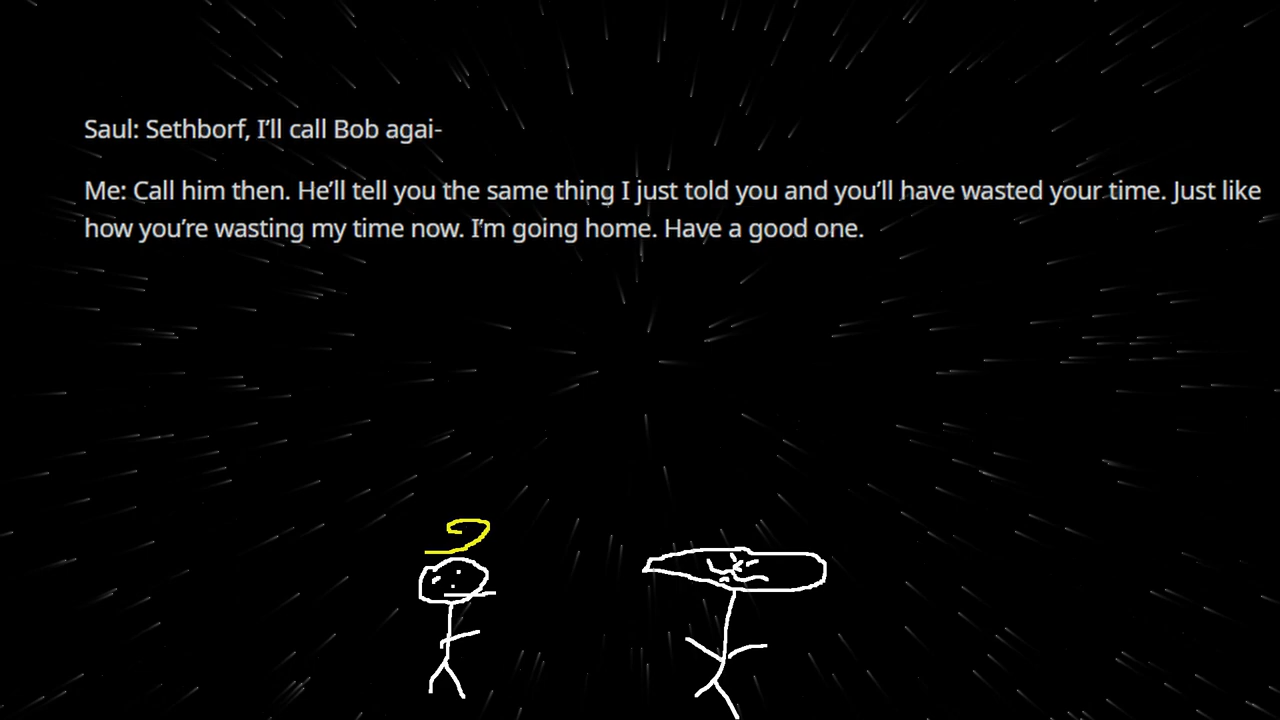 Saul: Sethborf, I’ll call Bob agai-
Me: Call him then. He’ll tell you the same thing I just told you and you’ll have wasted your time. Just like
how you’re wasting my time now. I’m going home. Have a good one.